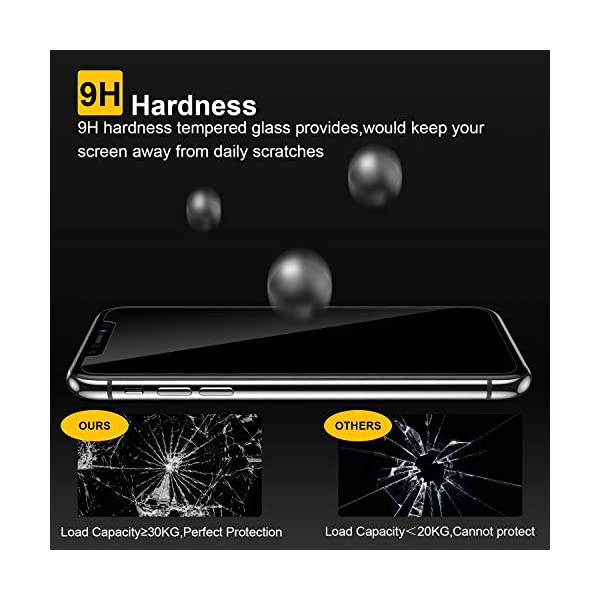 9H Hardness
9H hardness tempered glass provides,would keep your
screen away from daily scratches
OURS
OTHERS
Load Capacity≥30KG,Perfect Protection
Load Capacity＜20KG,Cannot protect